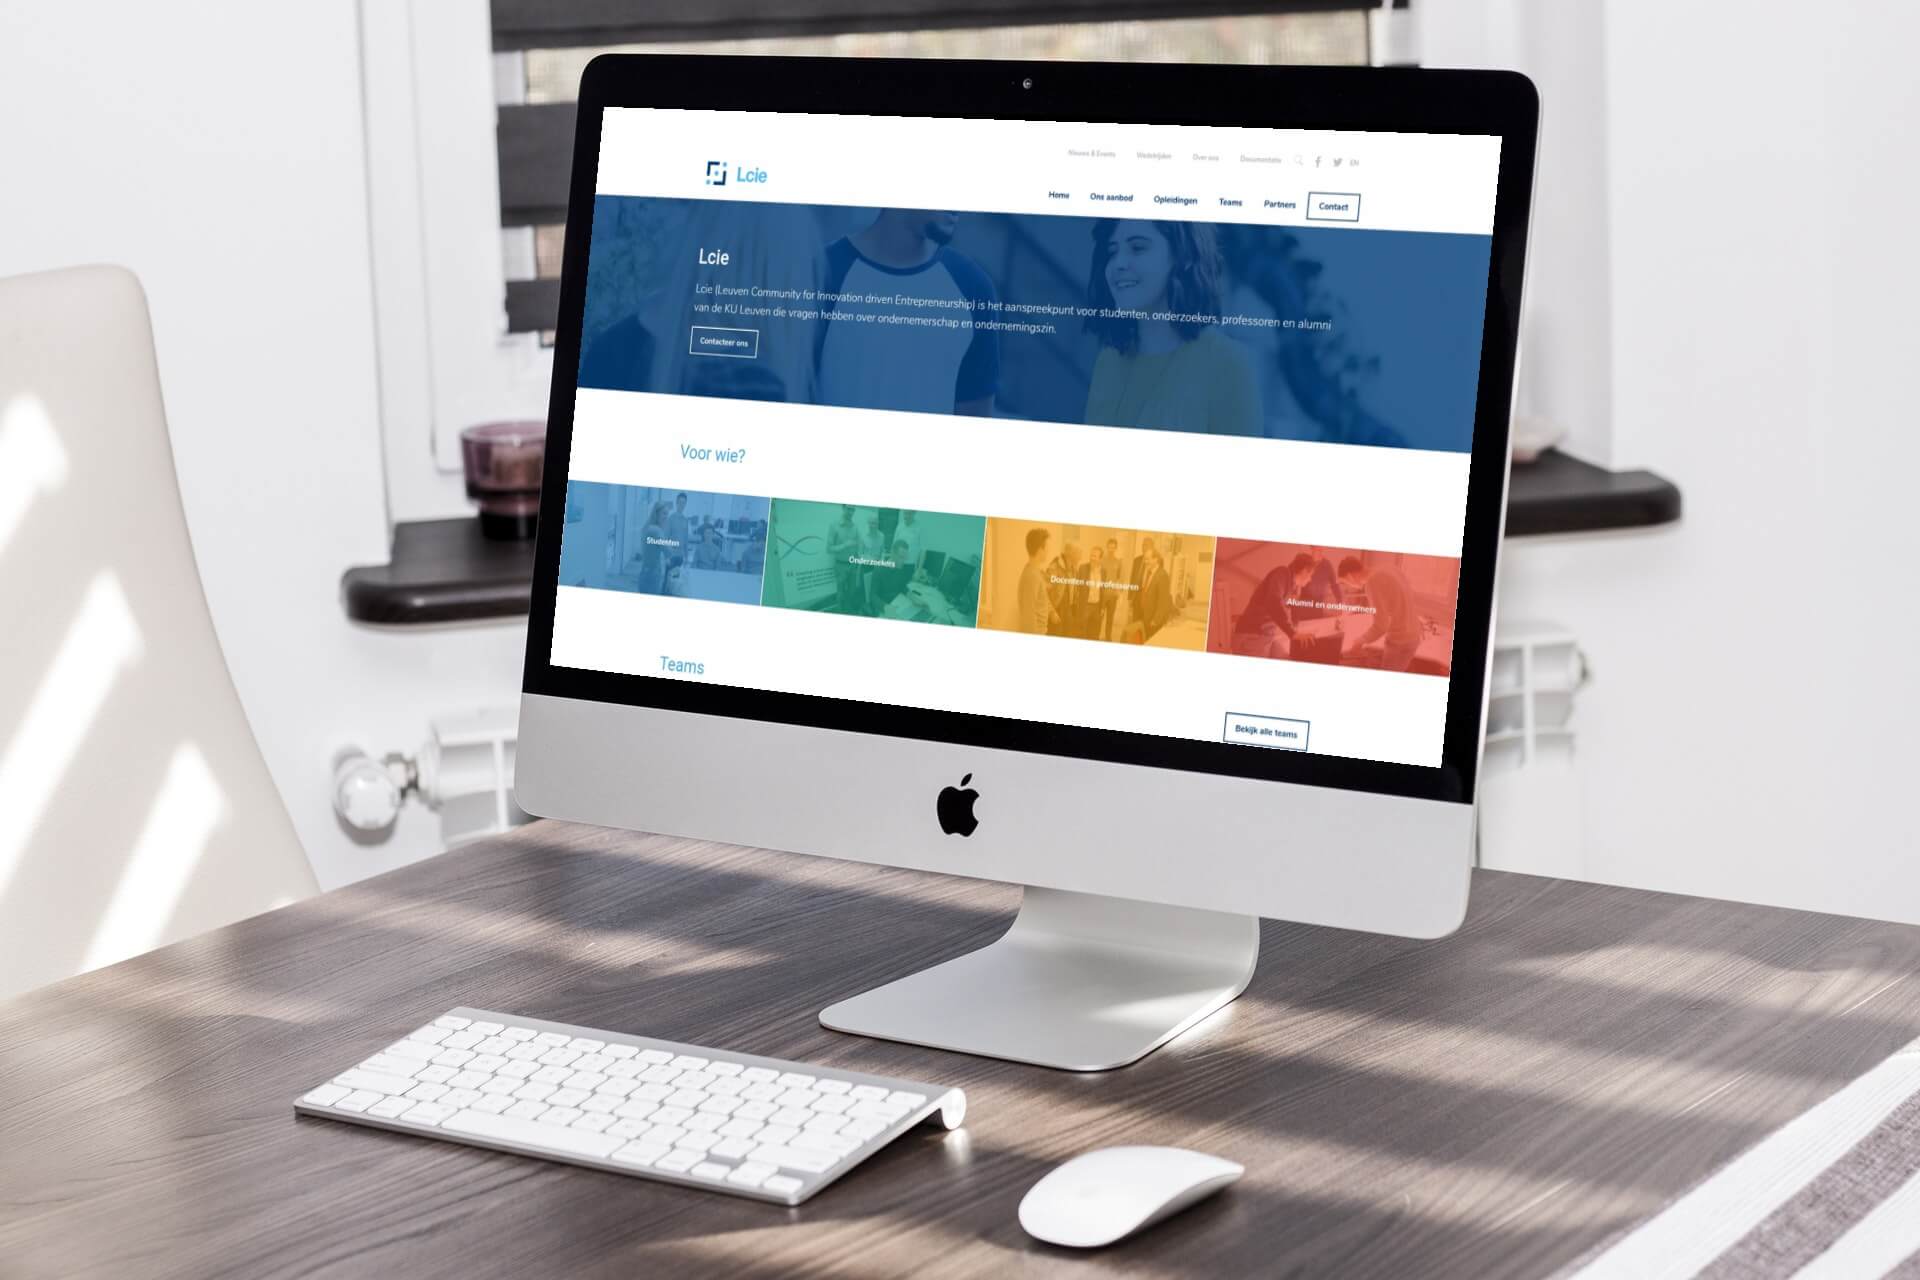 Nieuws & Events Wedstrijden Over ons Documentatie EN
Lcie
Home Ons aanbod Opleidingen Teams Partners Contact
Lcie
Lcie (Leuven Community for Innovation driven Entrepreneurship) is het aanspreekpunt voor studenten, onderzoekers, professoren en alumni
van de KU Leuven die vragen hebben over ondernemerschap en ondernemingszin.
Contacteer ons
Voor wie?
Studenten
Onderzoekers
Docenten en professoren
Alumni en ondernemers
Teams
Bekijk alle teams